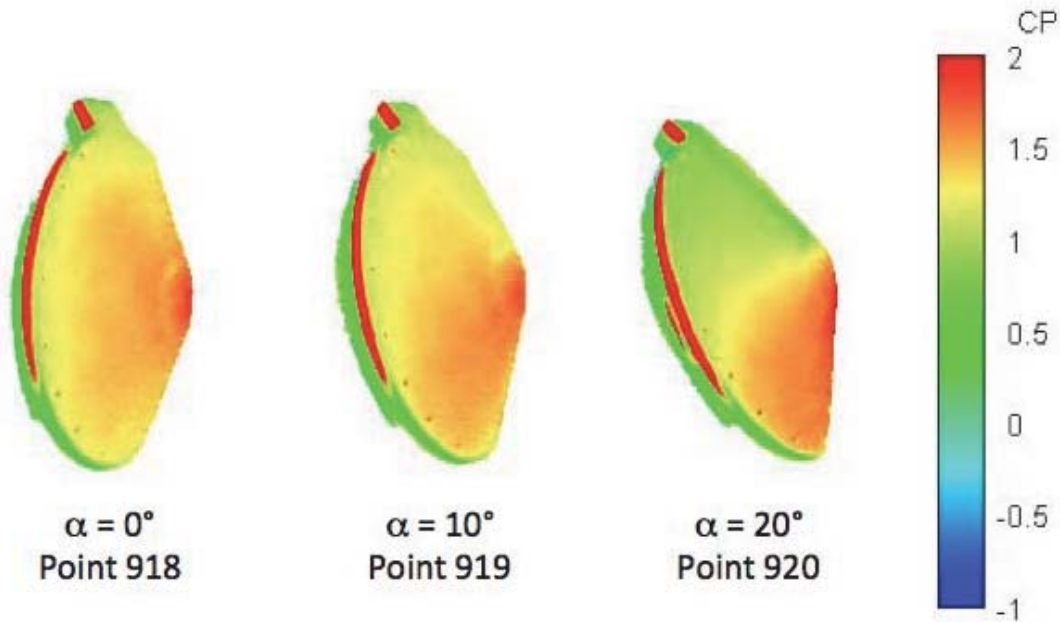 CP
2
1.5
1
0.5
0
-0.5
-1
α = 0°
Point 918
α = 10°
Point 919
α = 20°
Point 920